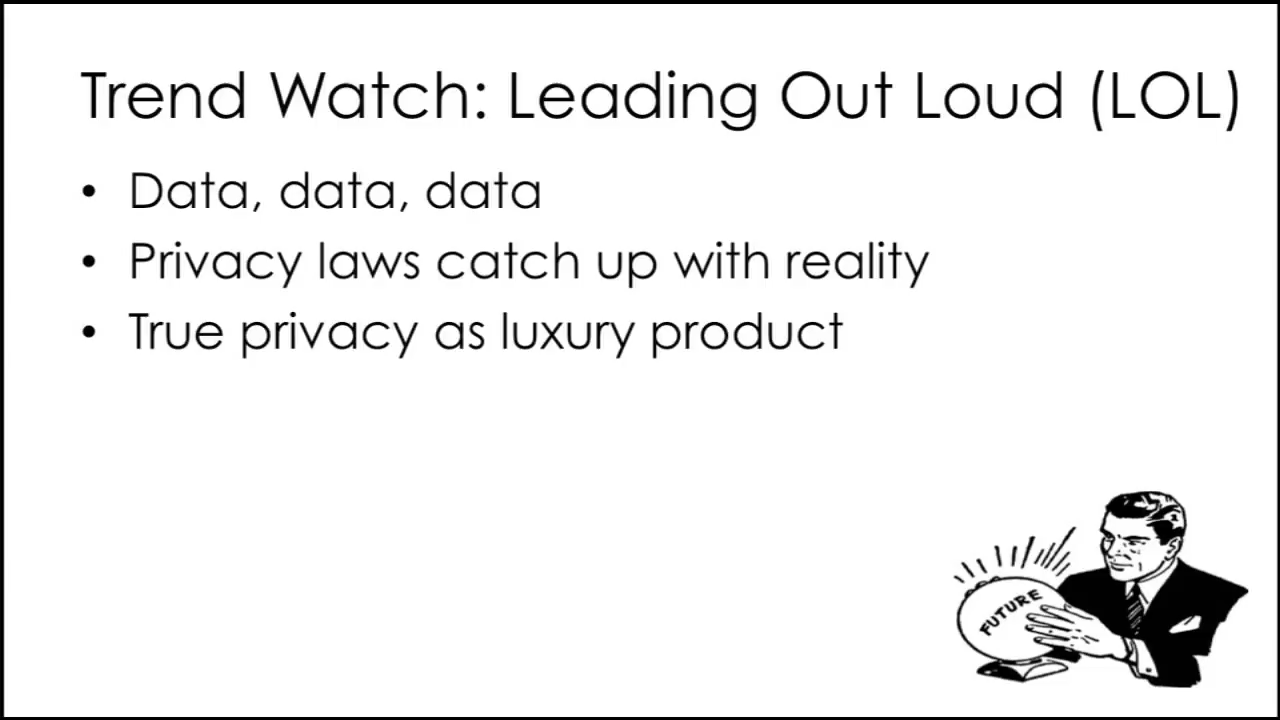 Trend Watch: Leading Out Loud (LOL)
• Data, data, data
• Privacy laws catch up with reality
• True privacy as luxury product
FUTURE